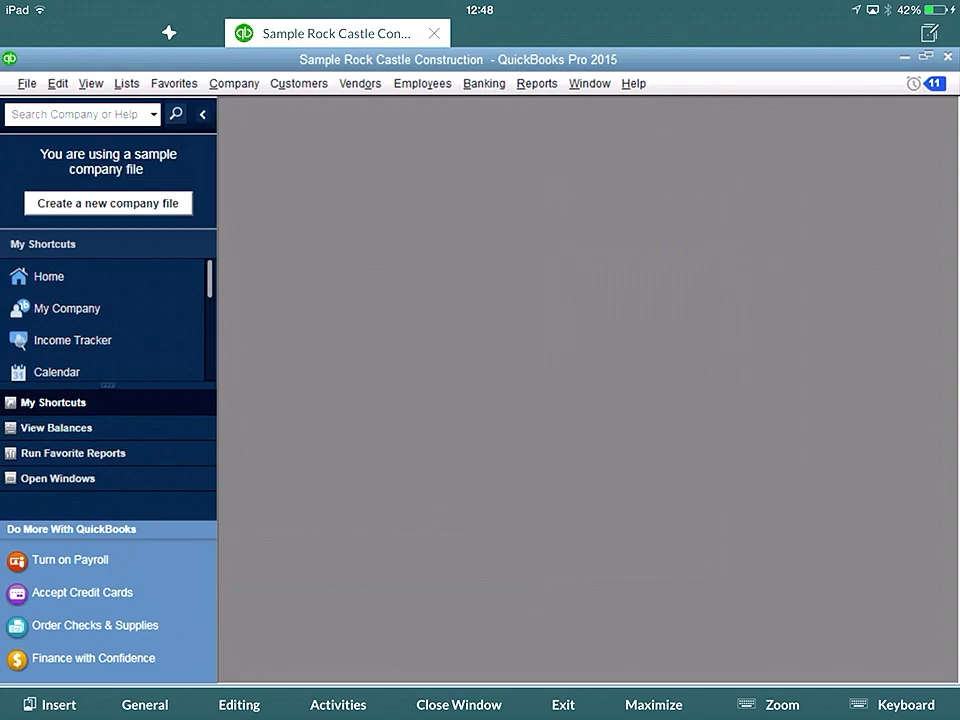 iPad 12:48 42%
Sample Rock Castle Con...
Sample Rock Castle Construction - QuickBooks Pro 2015
File Edit View Lists Favorites Company Customers Vendors Employees Banking Reports Window Help 11
Search Company or Help
You are using a sample
company file
Create a new company file
My Shortcuts
Home
My Company
Income Tracker
31 Calendar
My Shortcuts
View Balances
Run Favorite Reports
Open Windows
Do More With QuickBooks
Turn on Payroll
Accept Credit Cards
Order Checks & Supplies
$ Finance with Confidence
Insert General Editing Activities Close Window Exit Maximize Zoom Keyboard